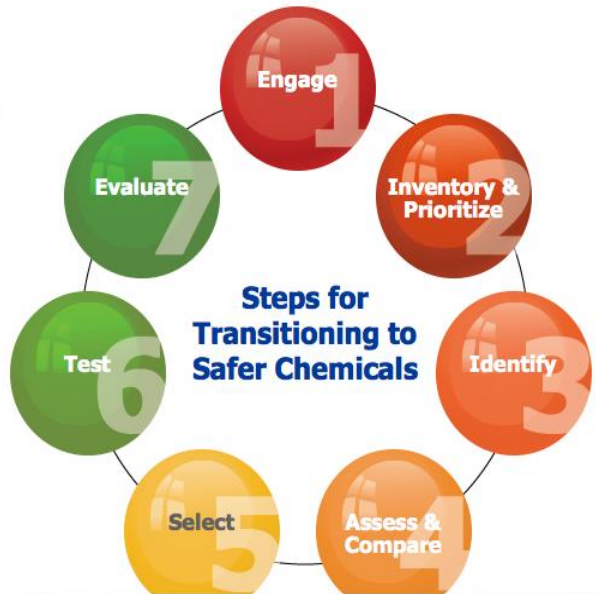 1
Engage
2
Inventory &
Prioritize
3
Identify
4
Assess &
Compare
5
Select
6
Test
7
Evaluate
Steps for
Transitioning to
Safer Chemicals